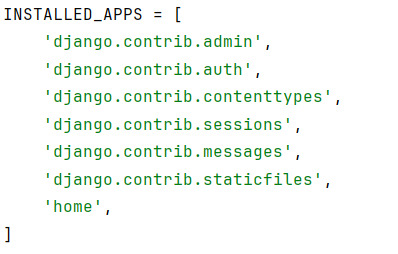 INSTALLED_APPS = [
    'django.contrib.admin',
    'django.contrib.auth',
    'django.contrib.contenttypes',
    'django.contrib.sessions',
    'django.contrib.messages',
    'django.contrib.staticfiles',
    'home',
]